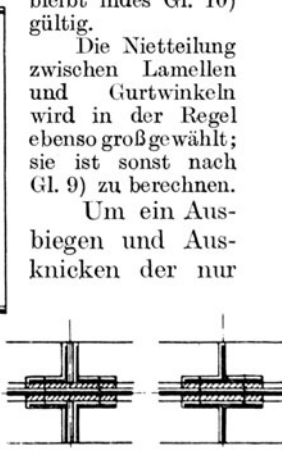 bleibt indes Gl. 10)
gültig.
Die Nietteilung
zwischen Lamellen
und Gurtwinkeln
wird in der Regel
ebenso groß gewählt;
sie ist sonst nach
Gl. 9) zu berechnen.
Um ein Aus-
biegen und Aus-
knicken der nur